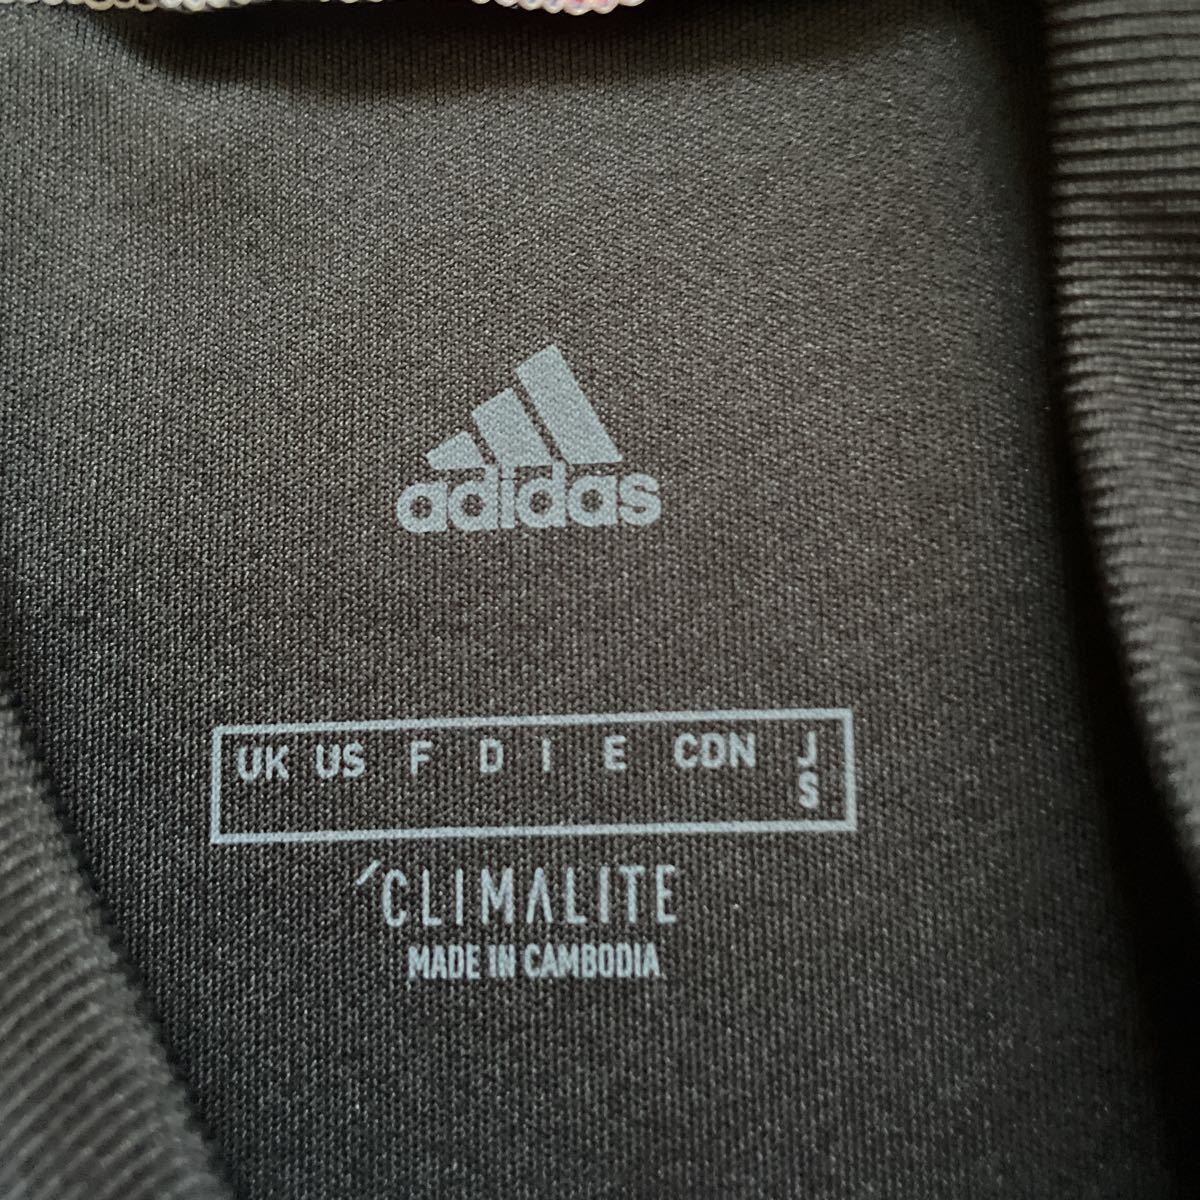 adidas
UK US F D I E CDN J
S
CLIMALITE
MADE IN CAMBODIA